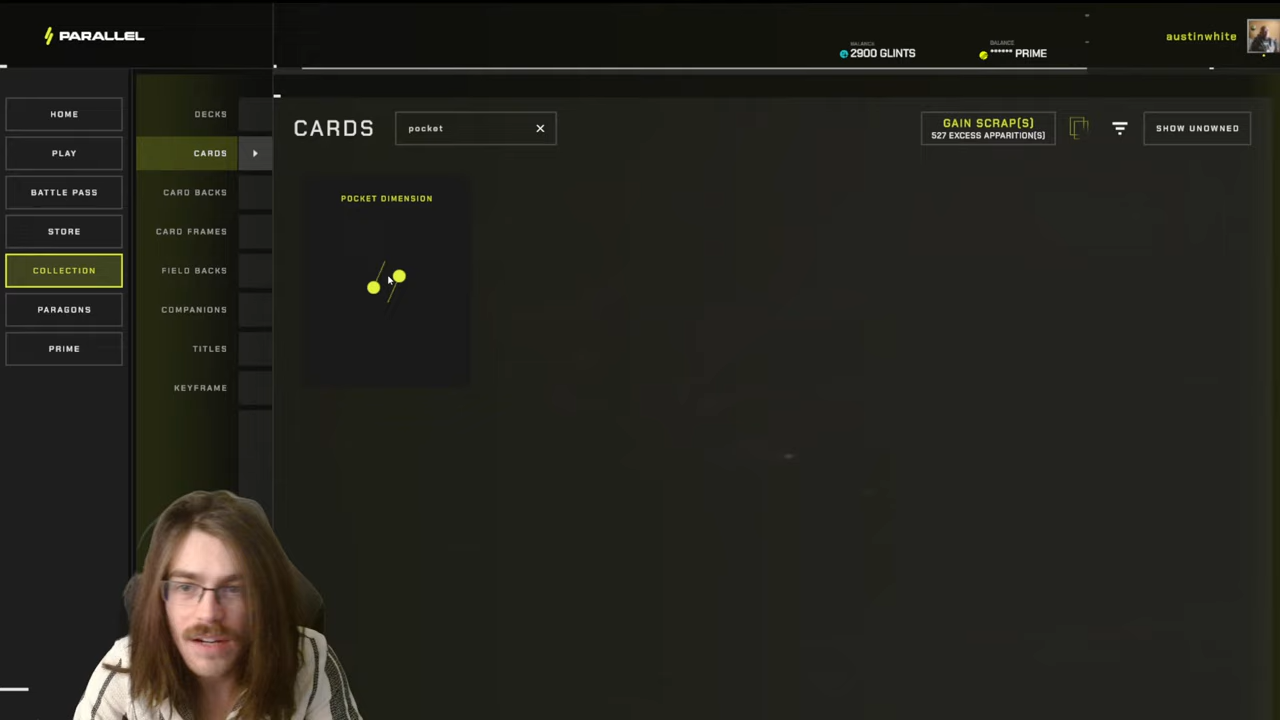 PARALLEL
BALANCE
2900 GLINTS
BALANCE
****** PRIME
austinwhite
HOME
PLAY
BATTLE PASS
STORE
COLLECTION
PARAGONS
PRIME
DECKS
CARDS
CARD BACKS
CARD FRAMES
FIELD BACKS
COMPANIONS
TITLES
KEYFRAME
CARDS
pocket
GAIN SCRAP(S)
527 EXCESS APPARITION(S)
SHOW UNOWNED
POCKET DIMENSION